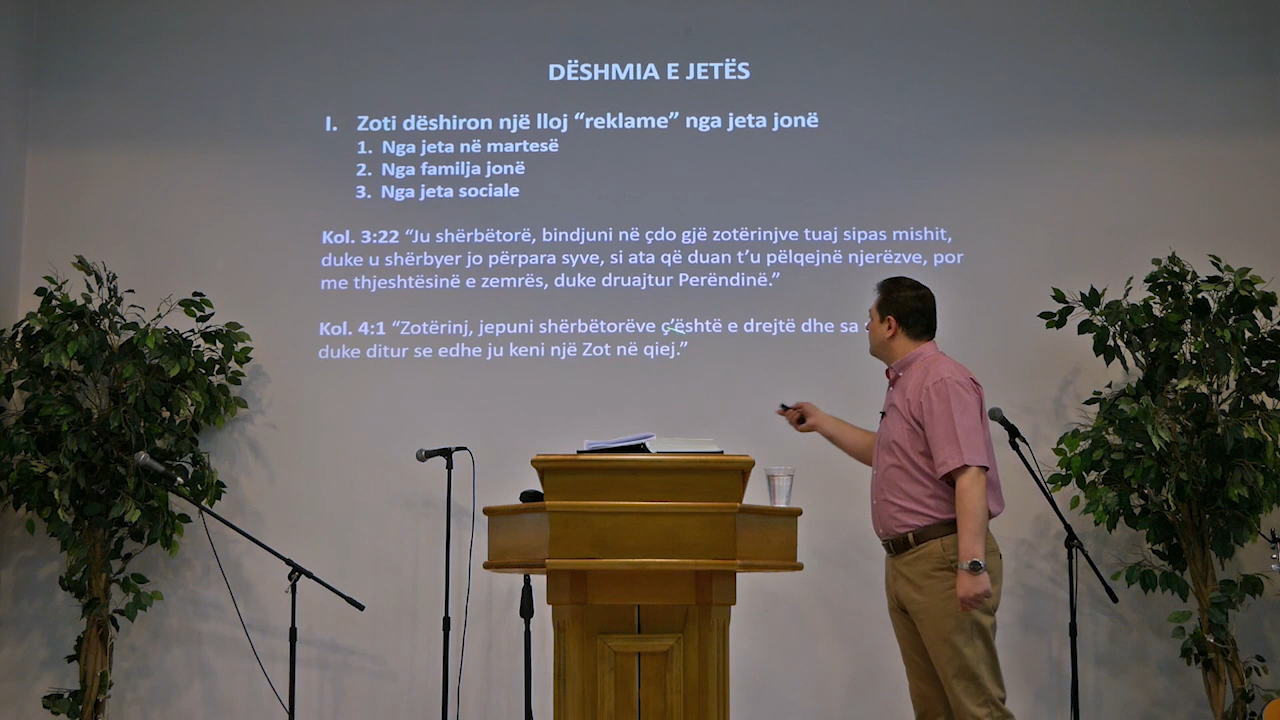 DËSHMIA E JETËS
I. Zoti dëshiron një lloj “reklame” nga jeta jonë
1. Nga jeta në martesë
2. Nga familja jonë
3. Nga jeta sociale
Kol. 3:22 “Ju shërbëtorë, bindjuni në çdo gjë zotërinjve tuaj sipas mishit,
duke u shërbyer jo përpara syve, si ata që duan t’u pëlqejnë njerëzve, por
me thjeshtësinë e zemrës, duke druajtur Perëndinë.”
Kol. 4:1 “Zotërinj, jepuni shërbëtorëve ç’është e drejtë dhe sa
duke ditur se edhe ju keni një Zot në qiej.”